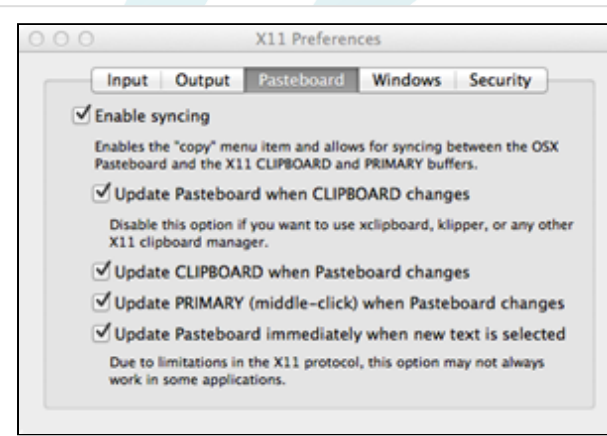 X11 Preferences
Input Output Pasteboard Windows Security
Enable syncing
Enables the "copy" menu item and allows for syncing between the OSX
Pasteboard and the X11 CLIPBOARD and PRIMARY buffers.
Update Pasteboard when CLIPBOARD changes
Disable this option if you want to use xclipboard, klipper, or any other
X11 clipboard manager.
Update CLIPBOARD when Pasteboard changes
Update PRIMARY (middle-click) when Pasteboard changes
Update Pasteboard immediately when new text is selected
Due to limitations in the X11 protocol, this option may not always
work in some applications.